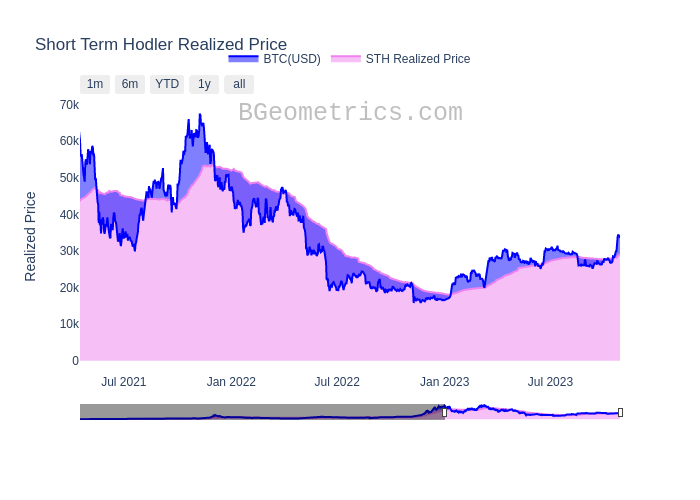 Short Term Hodler Realized Price
BTC(USD) STH Realized Price
1m 6m YTD 1y all
BGeometrics.com
70k
60k
50k
40k
30k
20k
10k
0
Realized Price
Jul 2021 Jan 2022 Jul 2022 Jan 2023 Jul 2023